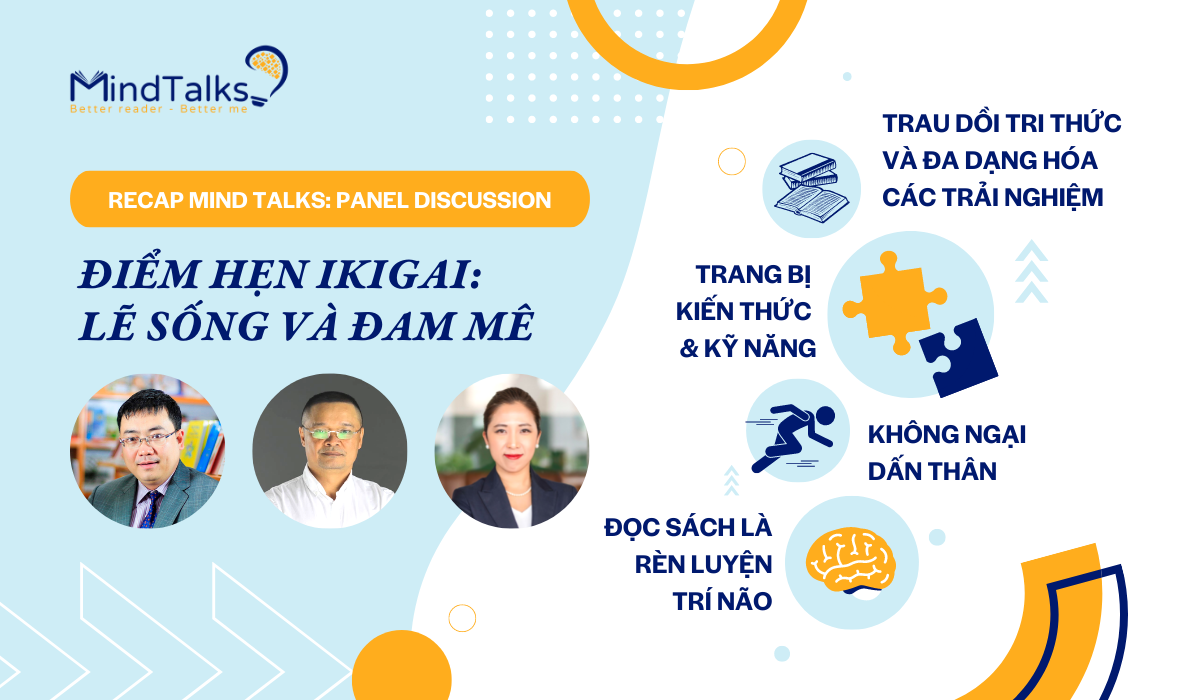 MindTalks
Better reader - Better me
RECAP MIND TALKS: PANEL DISCUSSION
ĐIỂM HẸN IKIGAI:
LẼ SỐNG VÀ ĐAM MÊ
TRAU DỒI TRI THỨC
VÀ ĐA DẠNG HÓA
CÁC TRẢI NGHIỆM
TRANG BỊ
KIẾN THỨC
& KỸ NĂNG
KHÔNG NGẠI
DẤN THÂN
ĐỌC SÁCH LÀ
RÈN LUYỆN
TRÍ NÃO